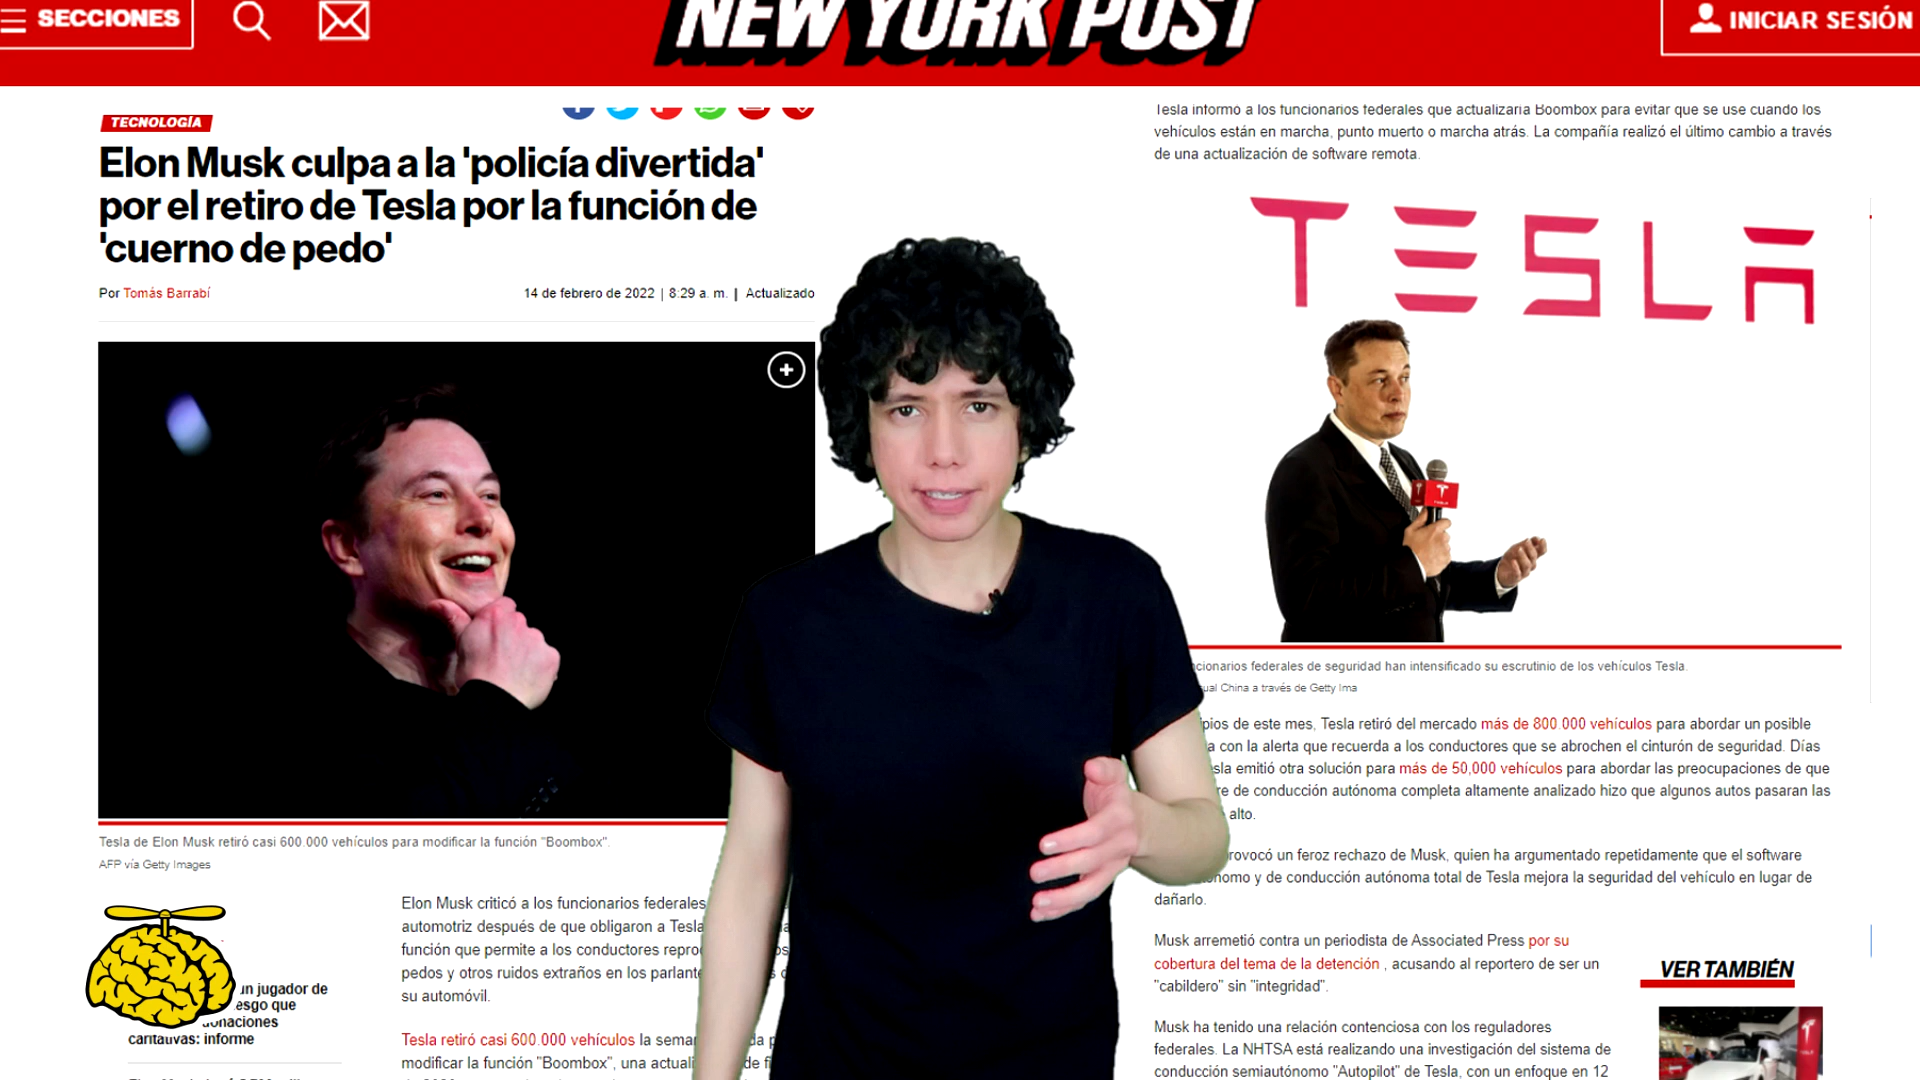 SECCIONES
NEW YORK POST
INICIAR SESIÓN
TECNOLOGÍA
Elon Musk culpa a la 'policía divertida'
por el retiro de Tesla por la función de
'cuerno de pedo'
Por Tomás Barrabí
14 de febrero de 2022 | 8:29 a. m. | Actualizado
Tesla de Elon Musk retiró casi 600.000 vehículos para modificar la función "Boombox".
AFP vía Getty Images
un jugador de
esgo que
donaciones
caritativas: informe
Elon Musk criticó a los funcionarios federales
automotriz después de que obligaron a Tesla
función que permite a los conductores repro
pedos y otros ruidos extraños en los parlante
su automóvil.
Tesla retiró casi 600.000 vehículos la sema
modificar la función "Boombox", una actuali de
Tesla informó a los funcionarios federales que actualizaría Boombox para evitar que se use cuando los
vehículos están en marcha, punto muerto o marcha atrás. La compañía realizó el último cambio a través
de una actualización de software remota.
TESLA
cionarios federales de seguridad han intensificado su escrutinio de los vehículos Tesla.
ual China a través de Getty Ima
ipios de este mes, Tesla retiró del mercado más de 800.000 vehículos para abordar un posible
a con la alerta que recuerda a los conductores que se abrochen el cinturón de seguridad. Días
sla emitió otra solución para más de 50,000 vehículos para abordar las preocupaciones de que
re de conducción autónoma completa altamente analizado hizo que algunos autos pasaran las
alto.
rovocó un feroz rechazo de Musk, quien ha argumentado repetidamente que el software
ónomo y de conducción autónoma total de Tesla mejora la seguridad del vehículo en lugar de
dañarlo.
Musk arremetió contra un periodista de Associated Press por su
cobertura del tema de la detención , acusando al reportero de ser un
"cabildero" sin "integridad".
Musk ha tenido una relación contenciosa con los reguladores
federales. La NHTSA está realizando una investigación del sistema de
conducción semiautónomo "Autopilot" de Tesla, con un enfoque en 12
VER TAMBIÉN